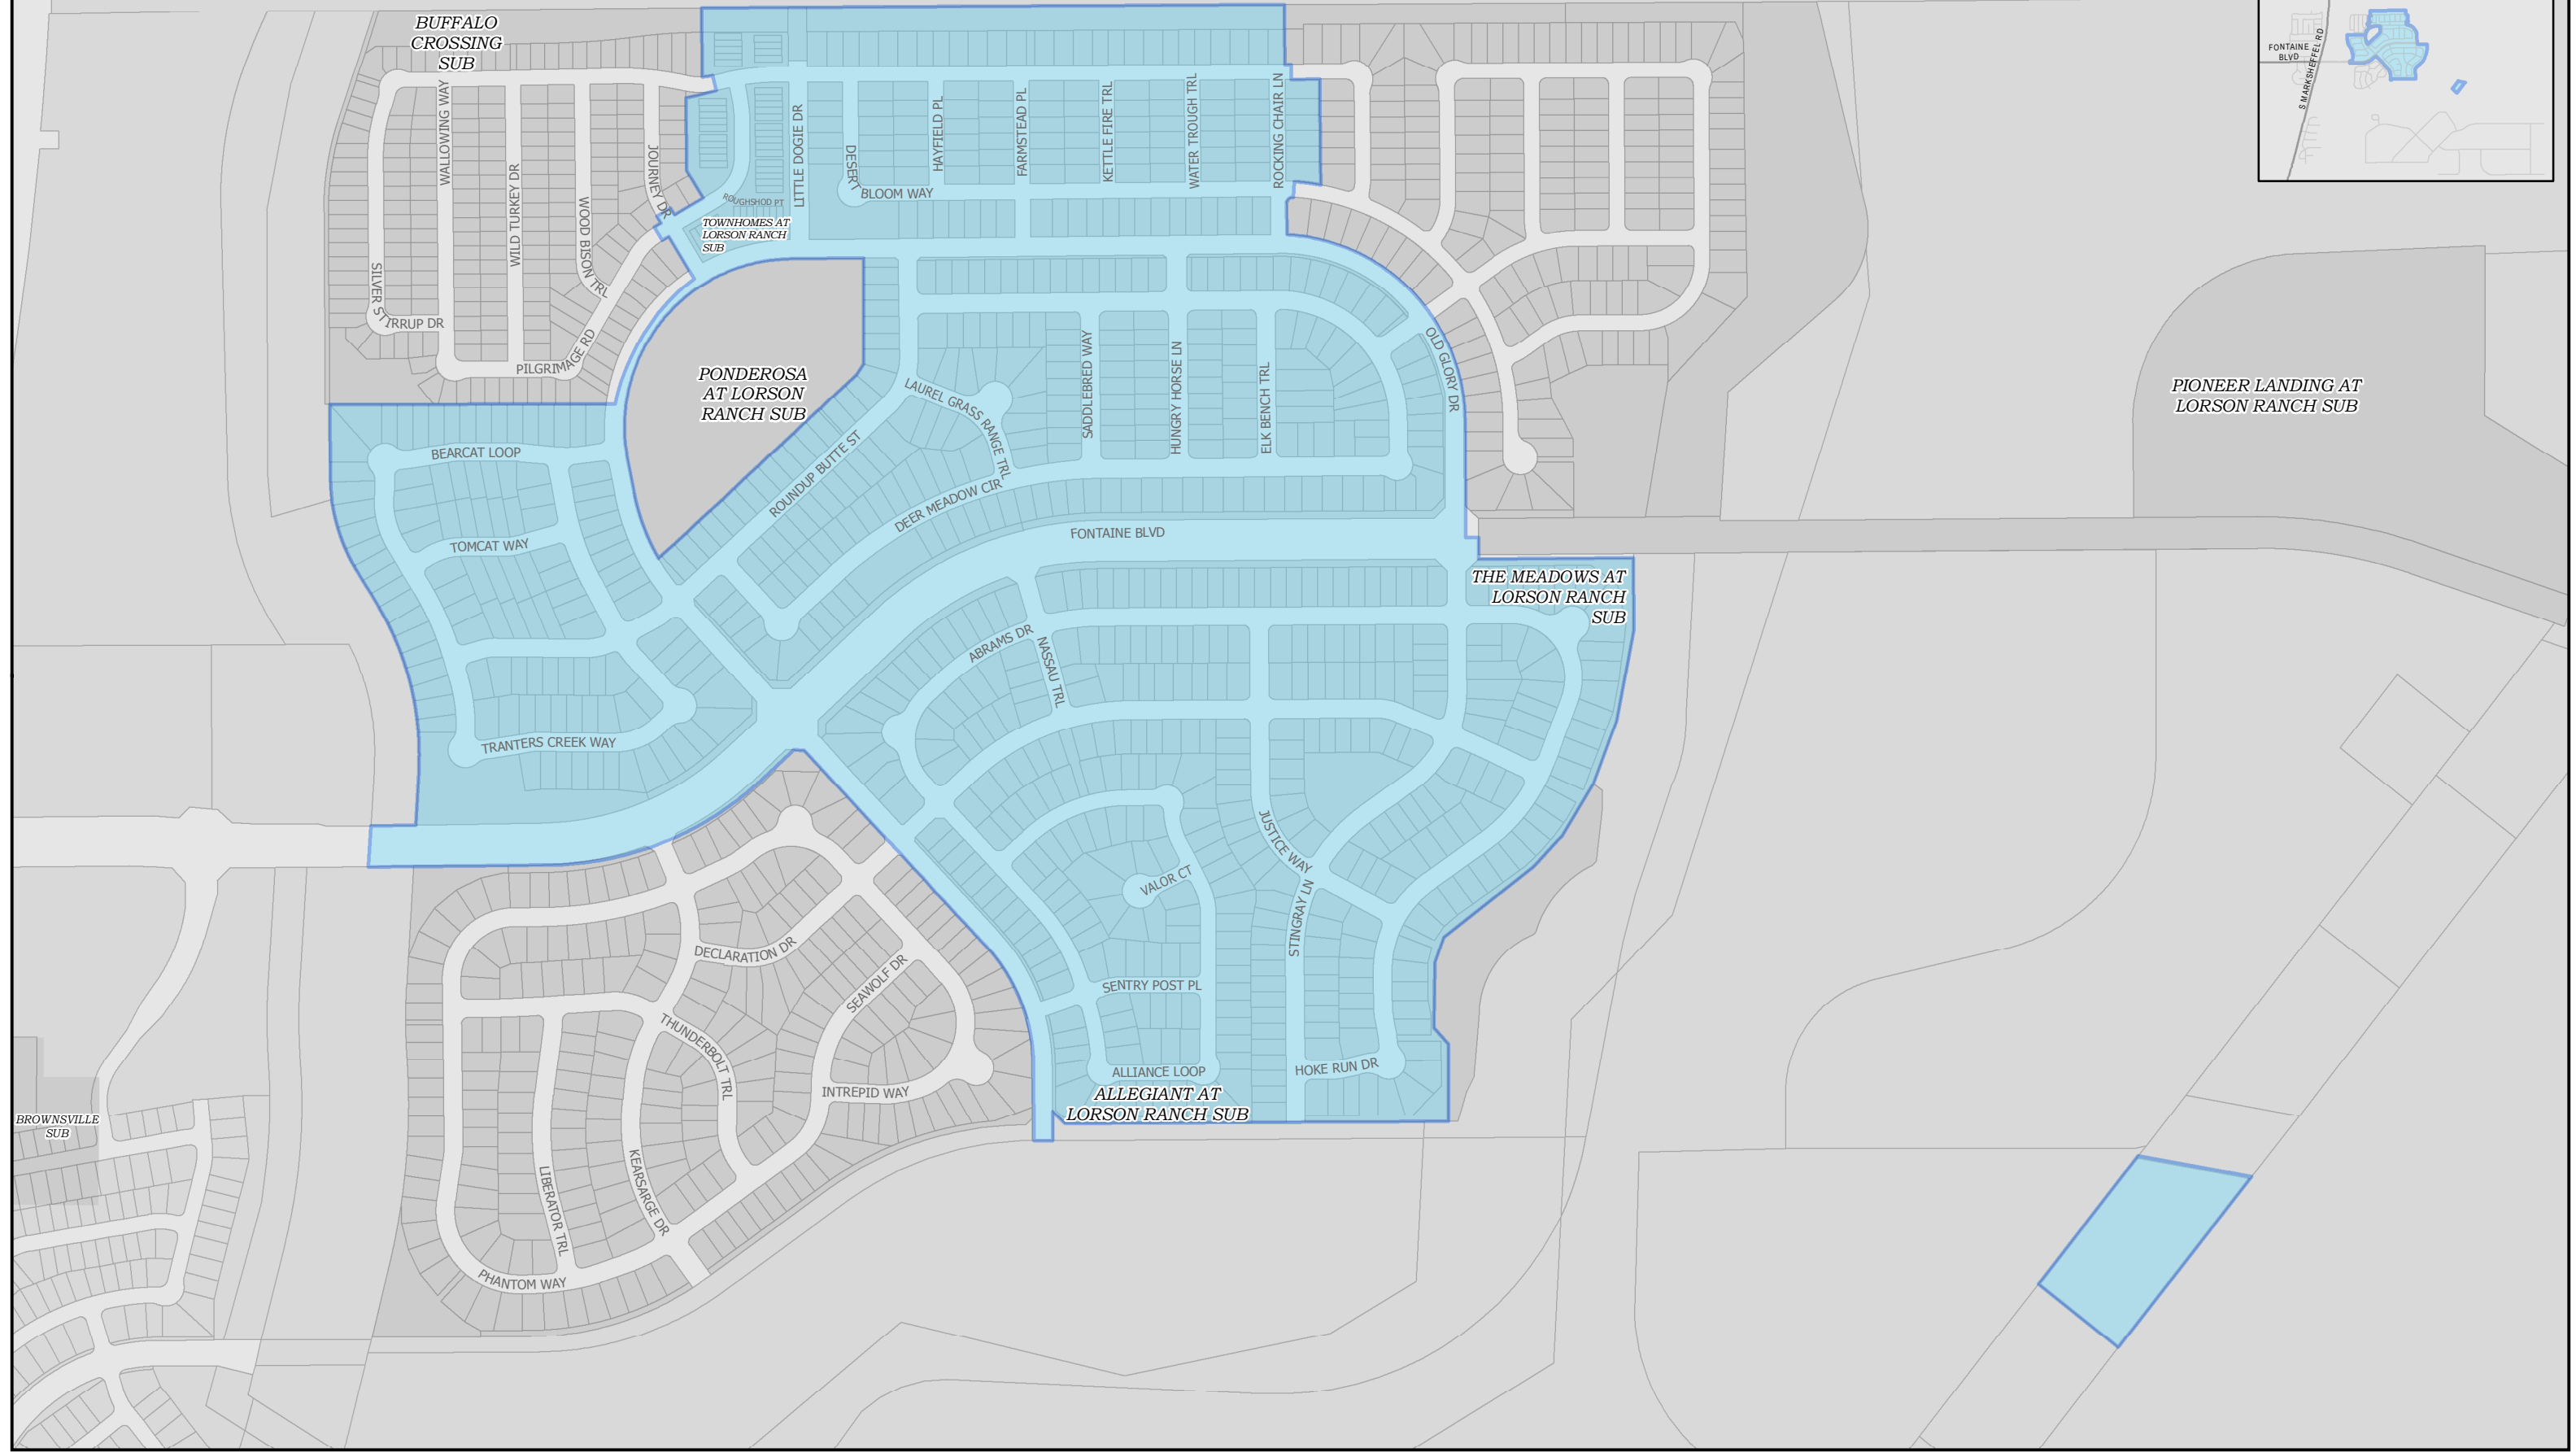 BUFFALO
CROSSING
SUB
FONTAINE
BLVD
S MARKSHEFFEL RD
WALLOWING WAY
WILD TURKEY DR
WOOD BISON TRL
JOURNEY DR
SILVER STIRRUP DR
PILGRIMAGE RD
LITTLE DOGIE DR
DESERT BLOOM WAY
HAYFIELD PL
FARMSTEAD PL
KETTLE FIRE TRL
WATER TROUGH TRL
ROCKING CHAIR LN
ROUGHSHOD PT
TOWNHOMES AT
LORSON RANCH
SUB
PONDEROSA
AT LORSON
RANCH SUB
LAUREL GRASS RANGE TRL
SADDLEBRED WAY
HUNGRY HORSE LN
ELK BENCH TRL
OLD GLORY DR
PIONEER LANDING AT
LORSON RANCH SUB
BEARCAT LOOP
ROUNDUP BUTTE ST
DEER MEADOW CIR
FONTAINE BLVD
TOMCAT WAY
THE MEADOWS AT
LORSON RANCH
SUB
ABRAMS DR
NASSAU TRL
TRANTERS CREEK WAY
JUSTICE WAY
VALOR CT
STINGRAY LN
DECLARATION DR
SEAWOLF DR
SENTRY POST PL
THUNDERBOLT TRL
INTREPID WAY
ALLIANCE LOOP
HOKE RUN DR
ALLEGIANT AT
LORSON RANCH SUB
BROWNSVILLE
SUB
LIBERATOR TRL
KEARSARGE DR
PHANTOM WAY